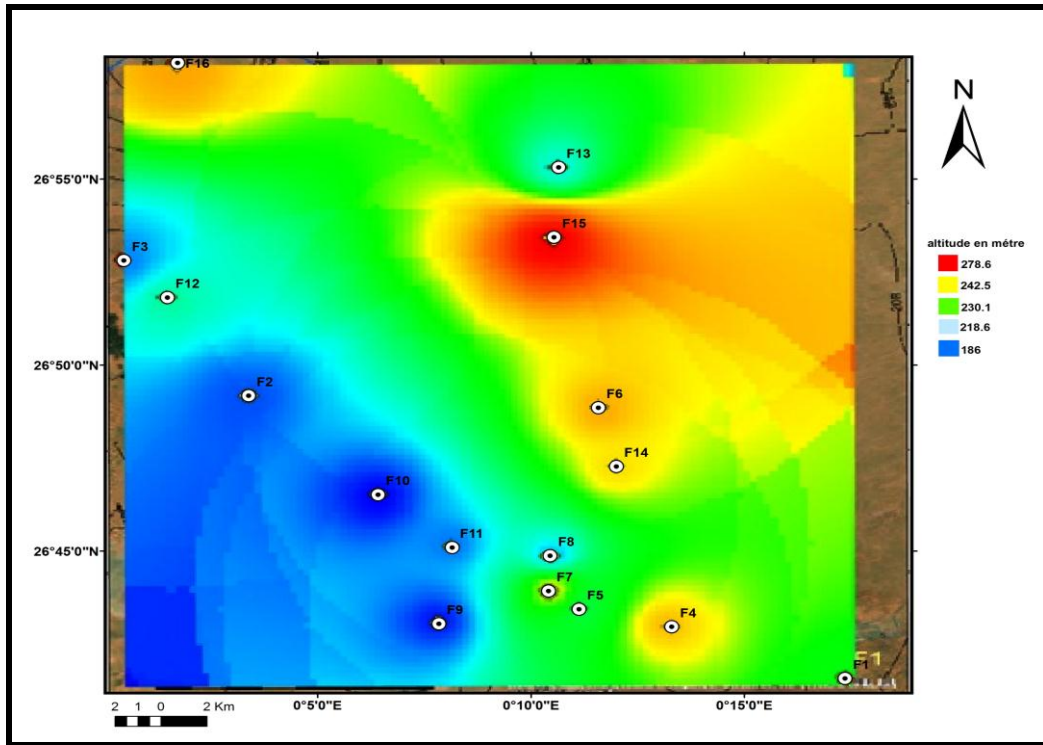 F16
N
F13
26°55'0"N
F15
F3
altitude en métre
278.6
F12
242.5
230.1
218.6
186
26°50'0"N
F2
F6
F14
F10
F11
F8
26°45'0"N
F7
F5
F9
F4
F1
2 1 0 2 Km
0°5'0"E
0°10'0"E
0°15'0"E